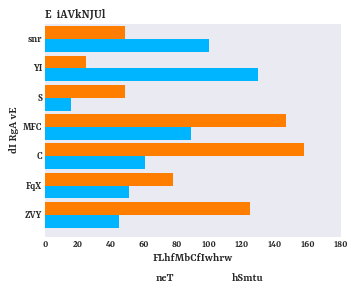 E iAVkNJUl
snr
YI
S
MFC
C
FqX
ZVY
dI RgA vE
0 20 40 60 80 100 120 140 160 180
FLhfMbCfIwhrw
ncT hSmtu